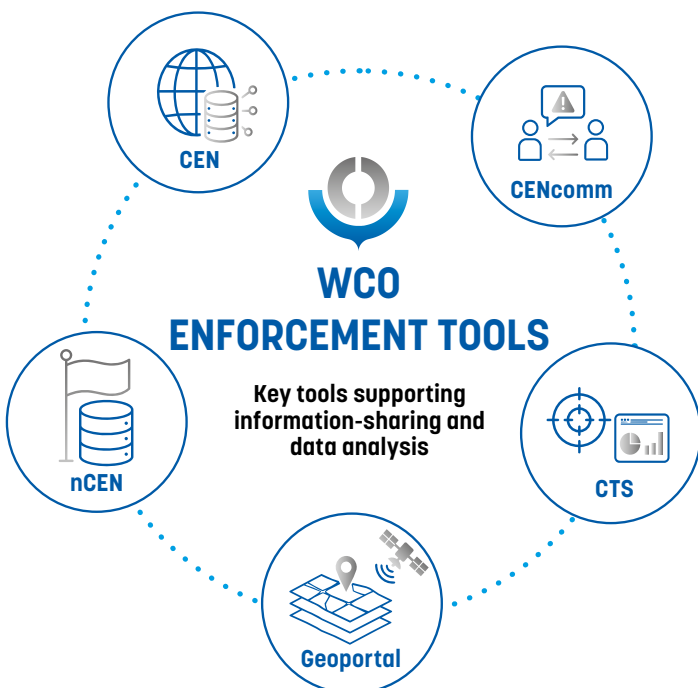 CEN
CENcomm
WCO
ENFORCEMENT TOOLS
Key tools supporting
information-sharing and
data analysis
nCEN
CTS
Geoportal